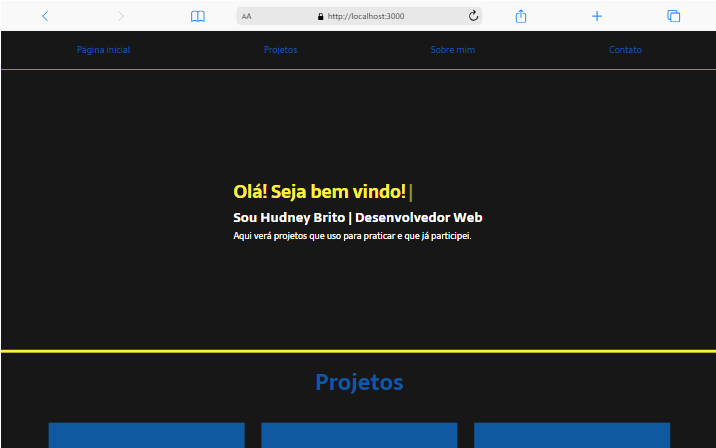 AA http://localhost:3000
Página inicial Projetos Sobre mim Contato
Olá! Seja bem vindo! |
Sou Hudney Brito | Desenvolvedor Web
Aqui verá projetos que uso para praticar e que já participei.
Projetos